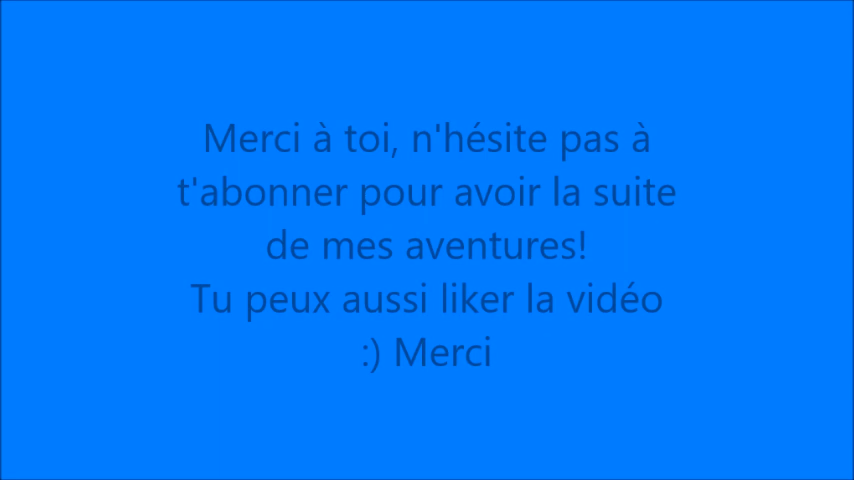 Merci à toi, n'hésite pas à
t'abonner pour avoir la suite
de mes aventures!
Tu peux aussi liker la vidéo
:) Merci